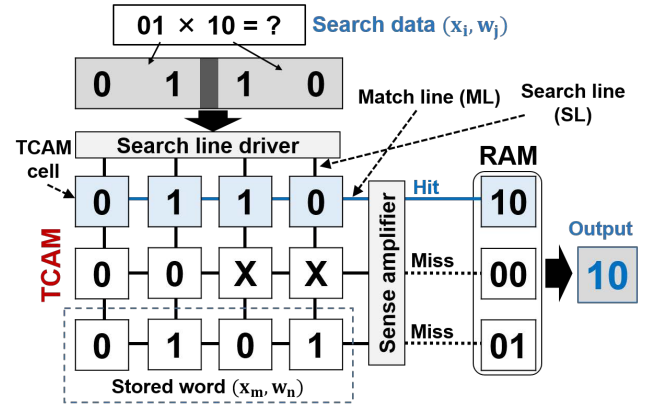 01 × 10 = ?
Search data (xᵢ, wⱼ)
0 1 1 0
Match line (ML)
Search line
(SL)
Search line driver
TCAM
cell
RAM
0 1 1 0
Hit
10
Output
TCAM
Sense amplifier
0 0 X X
Miss
00
10
0 1 0 1
Miss
01
Stored word (xₘ, wₙ)